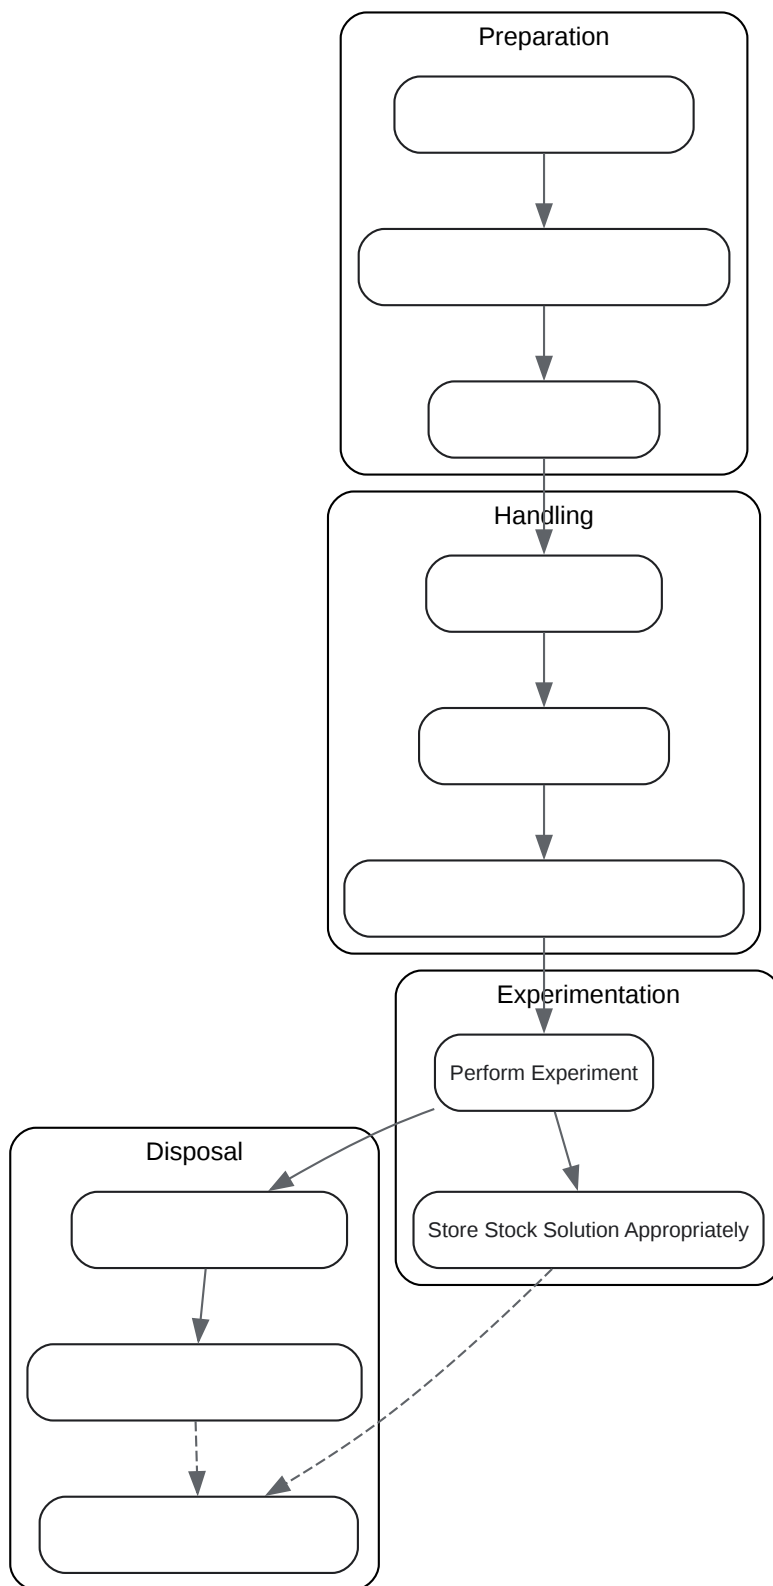 Preparation
Handling
Experimentation
Perform Experiment
Disposal
Store Stock Solution Appropriately